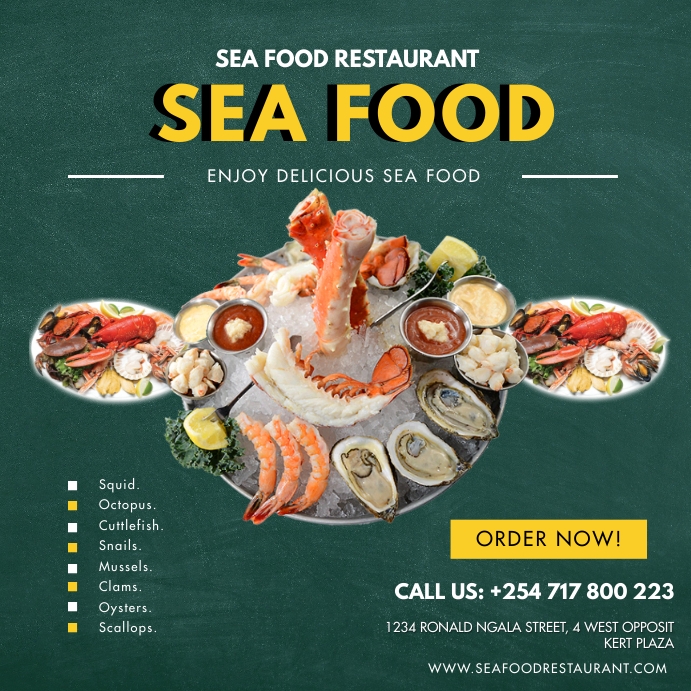 SEA FOOD RESTAURANT
SEA FOOD
ENJOY DELICIOUS SEA FOOD
Squid.
Octopus.
Cuttlefish.
Snails.
Mussels.
Clams.
Oysters.
Scallops.
ORDER NOW!
CALL US: +254 717 800 223
1234 RONALD NGALA STREET, 4 WEST OPPOSIT
KERT PLAZA
WWW.SEAFOODRESTAURANT.COM